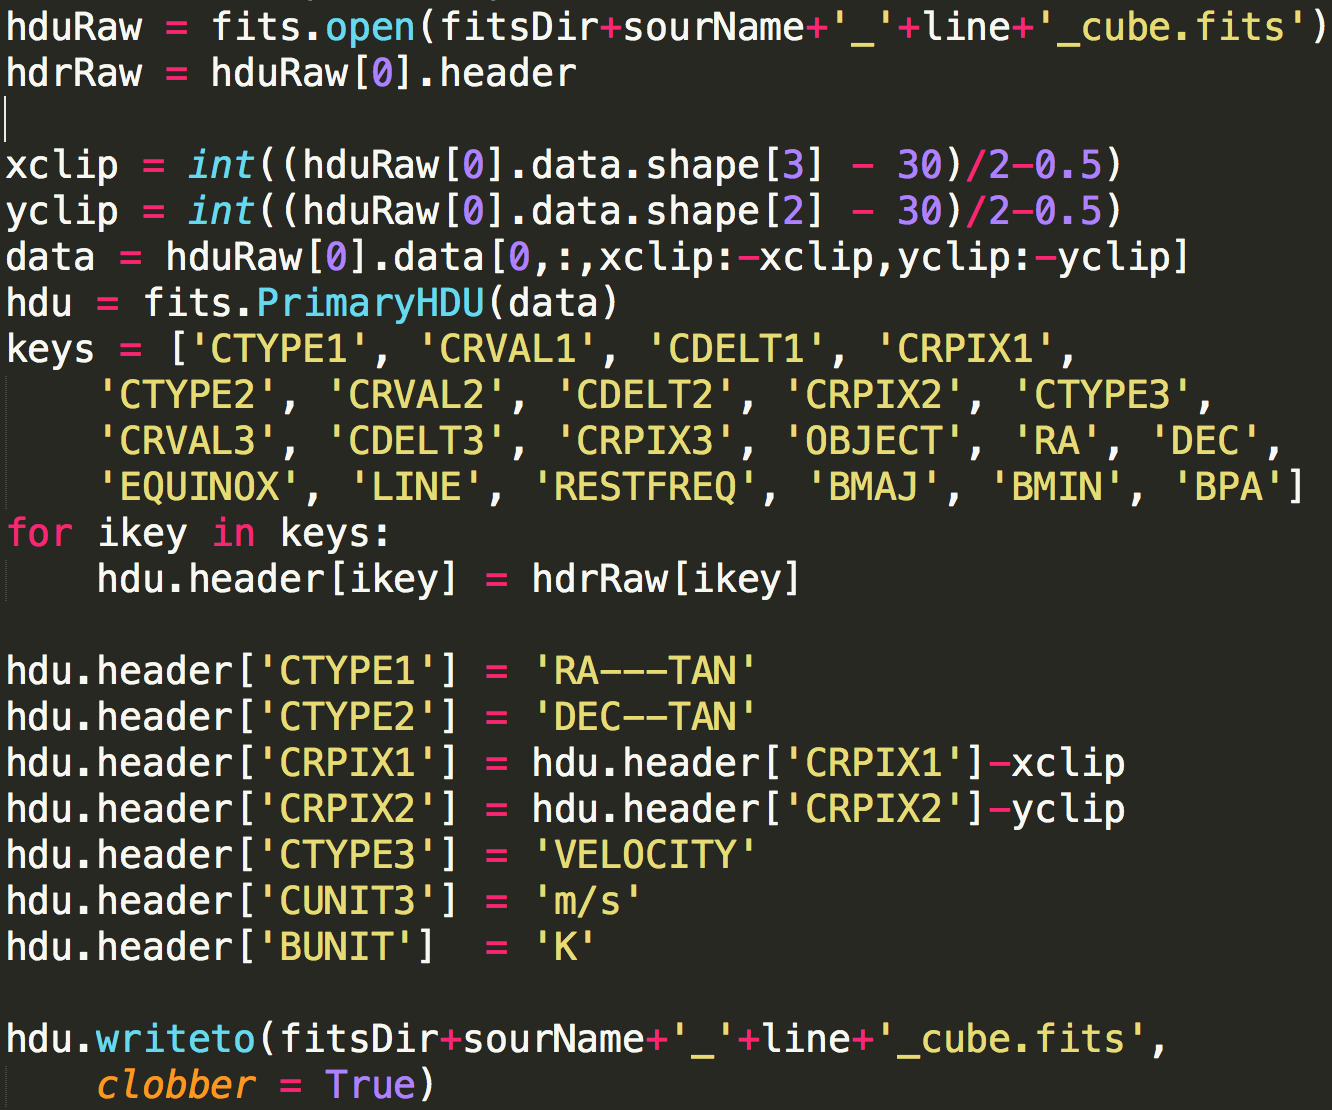 hduRaw = fits.open(fitsDir+sourName+'_'+line+'_cube.fits')
hdrRaw = hduRaw[0].header
xclip = int((hduRaw[0].data.shape[3] - 30)/2-0.5)
yclip = int((hduRaw[0].data.shape[2] - 30)/2-0.5)
data = hduRaw[0].data[0,:,xclip:-xclip,yclip:-yclip]
hdu = fits.PrimaryHDU(data)
keys = ['CTYPE1', 'CRVAL1', 'CDELT1', 'CRPIX1',
    'CTYPE2', 'CRVAL2', 'CDELT2', 'CRPIX2', 'CTYPE3',
    'CRVAL3', 'CDELT3', 'CRPIX3', 'OBJECT', 'RA', 'DEC',
    'EQUINOX', 'LINE', 'RESTFREQ', 'BMAJ', 'BMIN', 'BPA']
for ikey in keys:
    hdu.header[ikey] = hdrRaw[ikey]
hdu.header['CTYPE1'] = 'RA---TAN'
hdu.header['CTYPE2'] = 'DEC--TAN'
hdu.header['CRPIX1'] = hdu.header['CRPIX1']-xclip
hdu.header['CRPIX2'] = hdu.header['CRPIX2']-yclip
hdu.header['CTYPE3'] = 'VELOCITY'
hdu.header['CUNIT3'] = 'm/s'
hdu.header['BUNIT']  = 'K'
hdu.writeto(fitsDir+sourName+'_'+line+'_cube.fits',
    clobber = True)